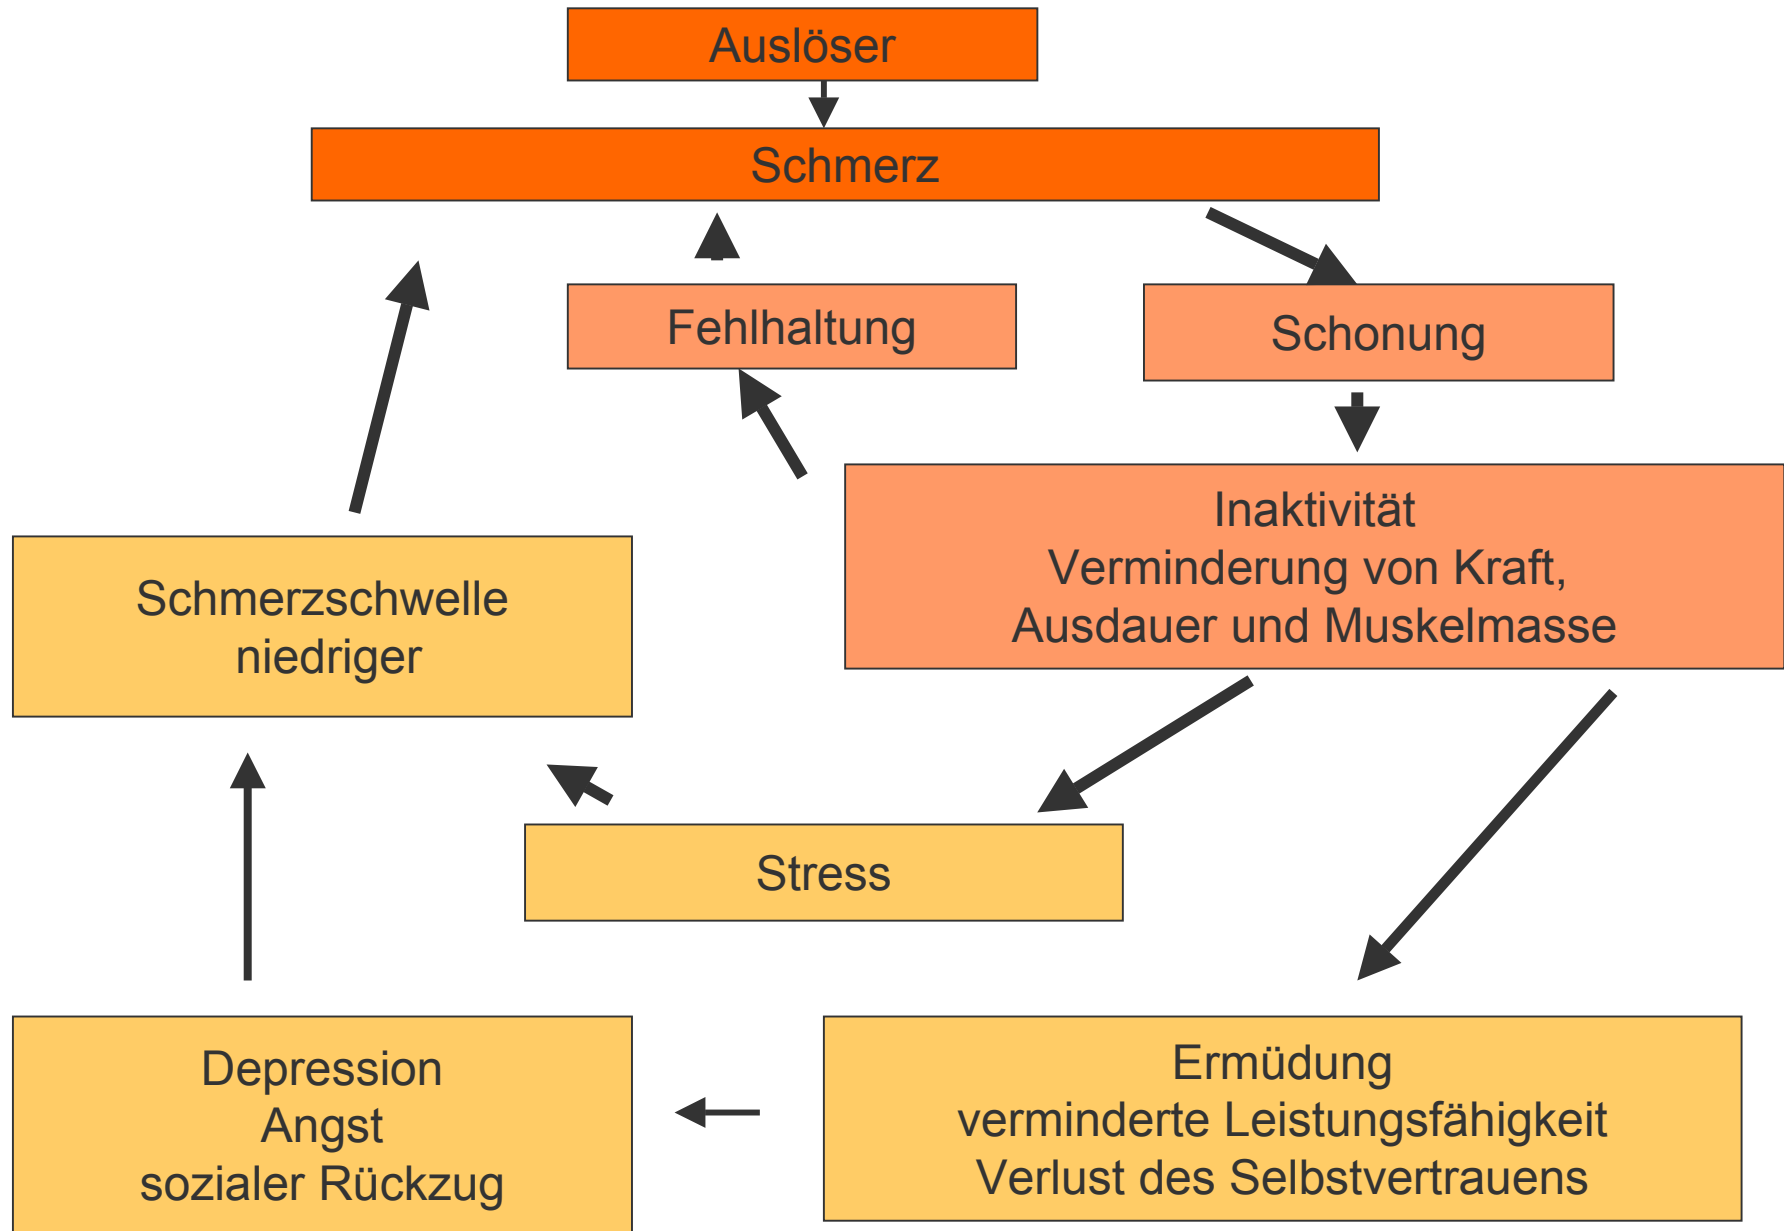 Auslöser
Schmerz
Fehlhaltung
Schonung
Inaktivität
Verminderung von Kraft,
Ausdauer und Muskelmasse
Schmerzschwelle
niedriger
Stress
Depression
Angst
sozialer Rückzug
Ermüdung
verminderte Leistungsfähigkeit
Verlust des Selbstvertrauens